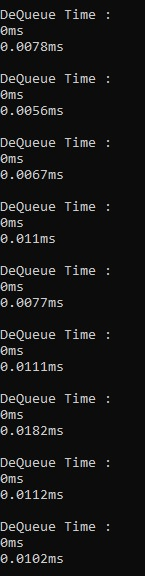 DeQueue Time :
0ms
0.0078ms
DeQueue Time :
0ms
0.0056ms
DeQueue Time :
0ms
0.0067ms
DeQueue Time :
0ms
0.011ms
DeQueue Time :
0ms
0.0077ms
DeQueue Time :
0ms
0.0111ms
DeQueue Time :
0ms
0.0182ms
DeQueue Time :
0ms
0.0112ms
DeQueue Time :
0ms
0.0102ms